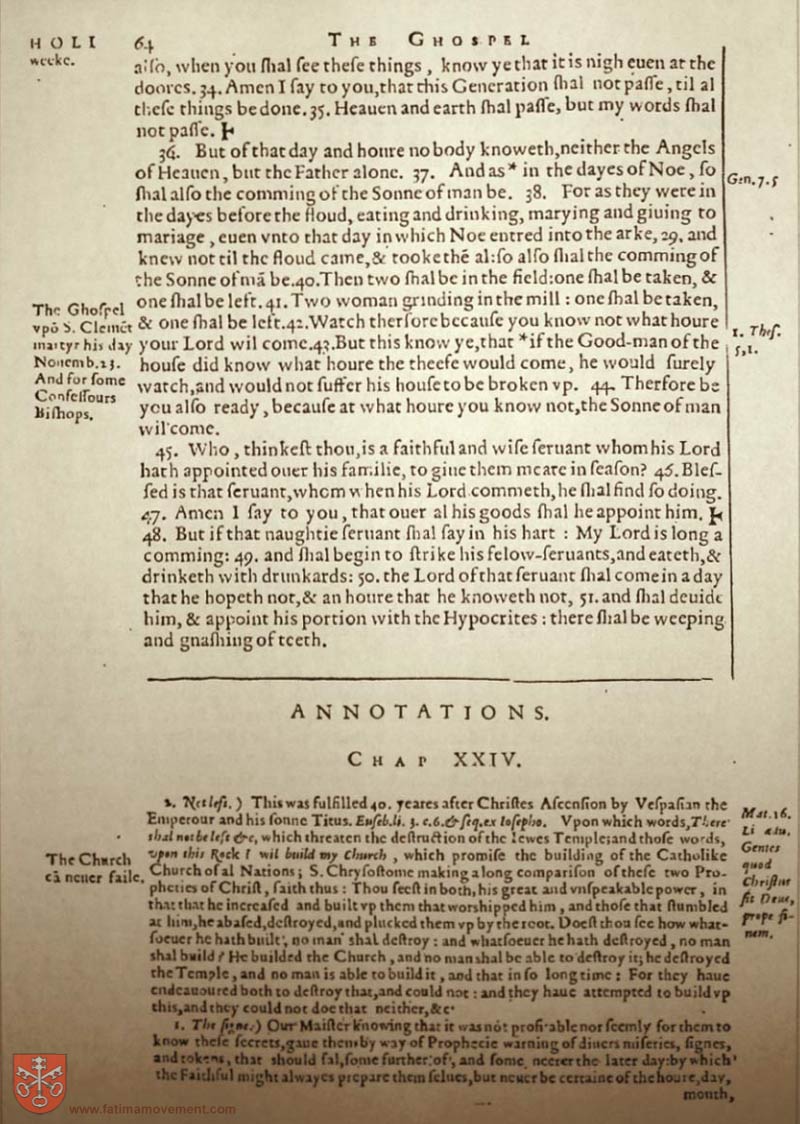 HOLI
weeke.
64
THE GHOSPEL
alſo, when you ſhal ſee theſe things, know ye that it is nigh euen at the
doores. 34. Amen I ſay to you, that this Generation ſhal not paſſe, til al
theſe things be done. 35. Heauen and earth ſhal paſſe, but my words ſhal
not paſſe.
36. But of that day and houre no body knoweth, neither the Angels
of Heauen, but the Father alone. 37. And as* in the dayes of Noe, ſo
ſhal alſo the comming of the Sonne of man be. 38. For as they were in
the dayes before the floud, eating and drinking, marying and giuing to
mariage, euen vnto that day in which Noe entred into the arke, 29. and
knew not til the floud came, & tooke thē al: ſo alſo ſhal the comming of
the Sonne of mā be. 40. Then two ſhal be in the field: one ſhal be taken, &
one ſhal be left. 41. Two woman grinding in the mill: one ſhal be taken,
& one ſhal be left. 42. Watch therfore becauſe you know not what houre
your Lord wil come. 43. But this know ye, that *if the Good-man of the
houſe did know what houre the theefe would come, he would ſurely
watch, and would not ſuffer his houſe to be broken vp. 44. Therfore be
you alſo ready, becauſe at what houre you know not, the Sonne of man
wil come.
45. Who, thinkeſt thou, is a faithful and wiſe ſeruant whom his Lord
hath appointed ouer his familie, to giue them meate in ſeaſon? 46. Bleſ-
ſed is that ſeruant, whom when his Lord commeth, he ſhal find ſo doing.
47. Amen I ſay to you, that ouer al his goods ſhal he appoint him.
48. But if that naughtie ſeruant ſhal ſay in his hart: My Lord is long a
comming: 49. and ſhal begin to ſtrike his felow-ſeruants, and eateth, &
drinketh with drunkards: 50. the Lord of that ſeruant ſhal come in a day
that he hopeth not, & an houre that he knoweth not, 51. and ſhal deuide
him, & appoint his portion with the Hypocrites: there ſhal be weeping
and gnaſhing of teeth.
Gen. 7. 5
The Ghoſpel
vpō S. Clemēt
martyr his day
Nouemb. 23.
And for ſome
Confeſſours
Biſhops.
1. Theſ.
5, 1.
ANNOTATIONS.
CHAP XXIV.
2. Not left.) This was fulfilled 40. yeares after Chriſtes Aſcenſion by Veſpaſian the
Emperour and his ſonne Titus. Euſeb. li. 3. c. 6. & ſeq. ex Ioſepho. Vpon which words, There
shal not be left &c, which threaten the deſtruction of the Iewes Temple; and thoſe words,
vpon this Rock I wil build my Church, which promiſe the building of the Catholike
Church of al Nations; S. Chryſoſtome making along compariſon of theſe two Pro-
phecies of Chriſt, ſaith thus: Thou ſeeſt in both, his great and vnſpeakable power, in
that that he increaſed and built vp them that worſhipped him, and thoſe that ſtumbled
at him, he abaſed, deſtroyed, and plucked them vp by the roote. Doeſt thou ſee how what-
ſoeuer he hath built, no man ſhal deſtroy: and whatſoeuer he hath deſtroyed, no man
shal build? He builded the Church, and no man shal be able to deſtroy it; he deſtroyed
the Temple, and no man is able to build it, and that in ſo long time: For they haue
endeauoured both to deſtroy that, and could not: and they haue attempted to build vp
this, and they could not doe that neither, &c.
The Church
cā neuer faile.
Mat. 16.
Gentes
quod
Chriſtus
ſit Deus,
prope fi-
nem.
The ſigne.) Our Maiſter knowing that it was not profitable nor ſeemly for them to
know theſe ſecrets, gaue them by way of Prophecie warning of diuers miſeries, ſignes,
and tokens, that should fal, ſome further of, and ſome neerer the later day: by which
the Faithful might alwayes prepare them ſelues, but neuer be certaine of the houre, day,
month,
www.fatimamovement.com